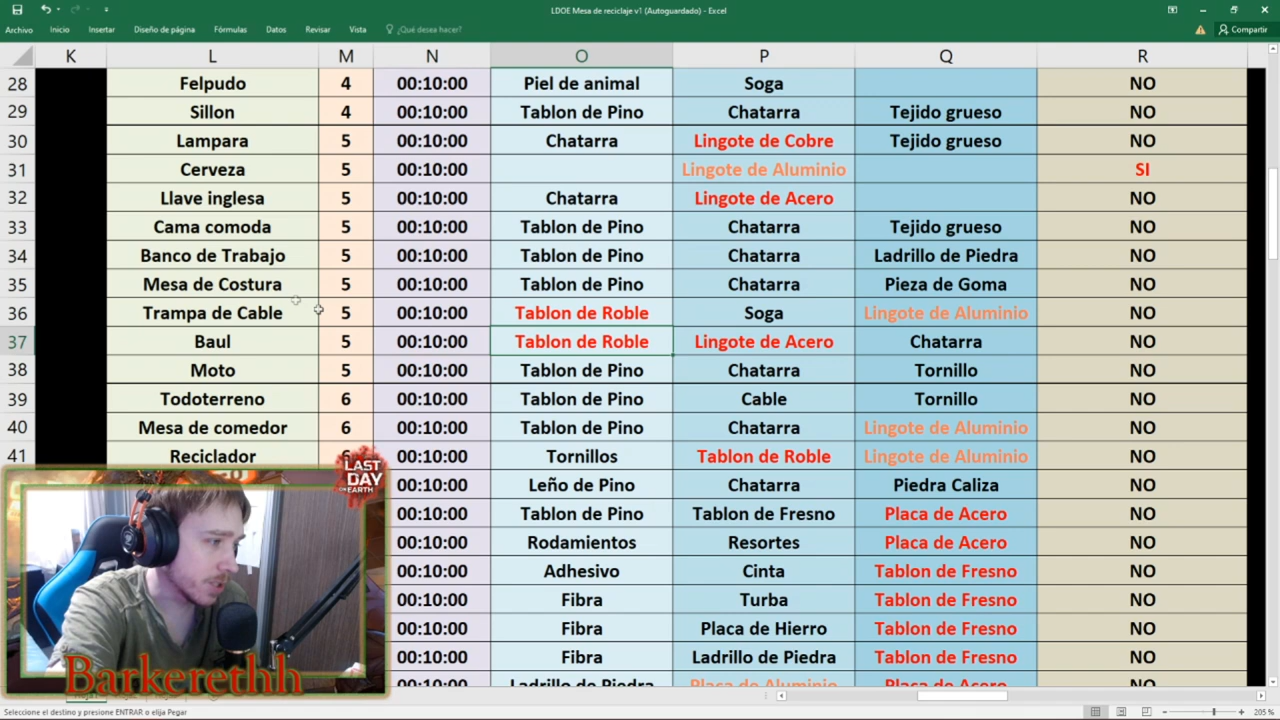 LDOE Mesa de reciclaje v1 (Autoguardado) - Excel
Archivo Inicio Insertar Diseño de página Fórmulas Datos Revisar Vista ¿Qué desea hacer? Compartir
K L M N O P Q R
28 Felpudo 4 00:10:00 Piel de animal Soga NO
29 Sillon 4 00:10:00 Tablon de Pino Chatarra Tejido grueso NO
30 Lampara 5 00:10:00 Chatarra Lingote de Cobre Tejido grueso NO
31 Cerveza 5 00:10:00 Lingote de Aluminio SI
32 Llave inglesa 5 00:10:00 Chatarra Lingote de Acero NO
33 Cama comoda 5 00:10:00 Tablon de Pino Chatarra Tejido grueso NO
34 Banco de Trabajo 5 00:10:00 Tablon de Pino Chatarra Ladrillo de Piedra NO
35 Mesa de Costura 5 00:10:00 Tablon de Pino Chatarra Pieza de Goma NO
36 Trampa de Cable 5 00:10:00 Tablon de Roble Soga Lingote de Aluminio NO
37 Baul 5 00:10:00 Tablon de Roble Lingote de Acero Chatarra NO
38 Moto 5 00:10:00 Tablon de Pino Chatarra Tornillo NO
39 Todoterreno 6 00:10:00 Tablon de Pino Cable Tornillo NO
40 Mesa de comedor 6 00:10:00 Tablon de Pino Chatarra Lingote de Aluminio NO
41 Reciclador 00:10:00 Tornillos Tablon de Roble Lingote de Aluminio NO
00:10:00 Leño de Pino Chatarra Piedra Caliza NO
00:10:00 Tablon de Pino Tablon de Fresno Placa de Acero NO
00:10:00 Rodamientos Resortes Placa de Acero NO
00:10:00 Adhesivo Cinta Tablon de Fresno NO
00:10:00 Fibra Turba Tablon de Fresno NO
00:10:00 Fibra Placa de Hierro Tablon de Fresno NO
00:10:00 Fibra Ladrillo de Piedra Tablon de Fresno NO
00:10:00 Ladrillo de Piedra Placa de Aluminio Placa de Acero NO
LAST
DAY
ON EARTH
Barkerethh
Seleccione el destino y presione ENTRAR o elija Pegar
205 %